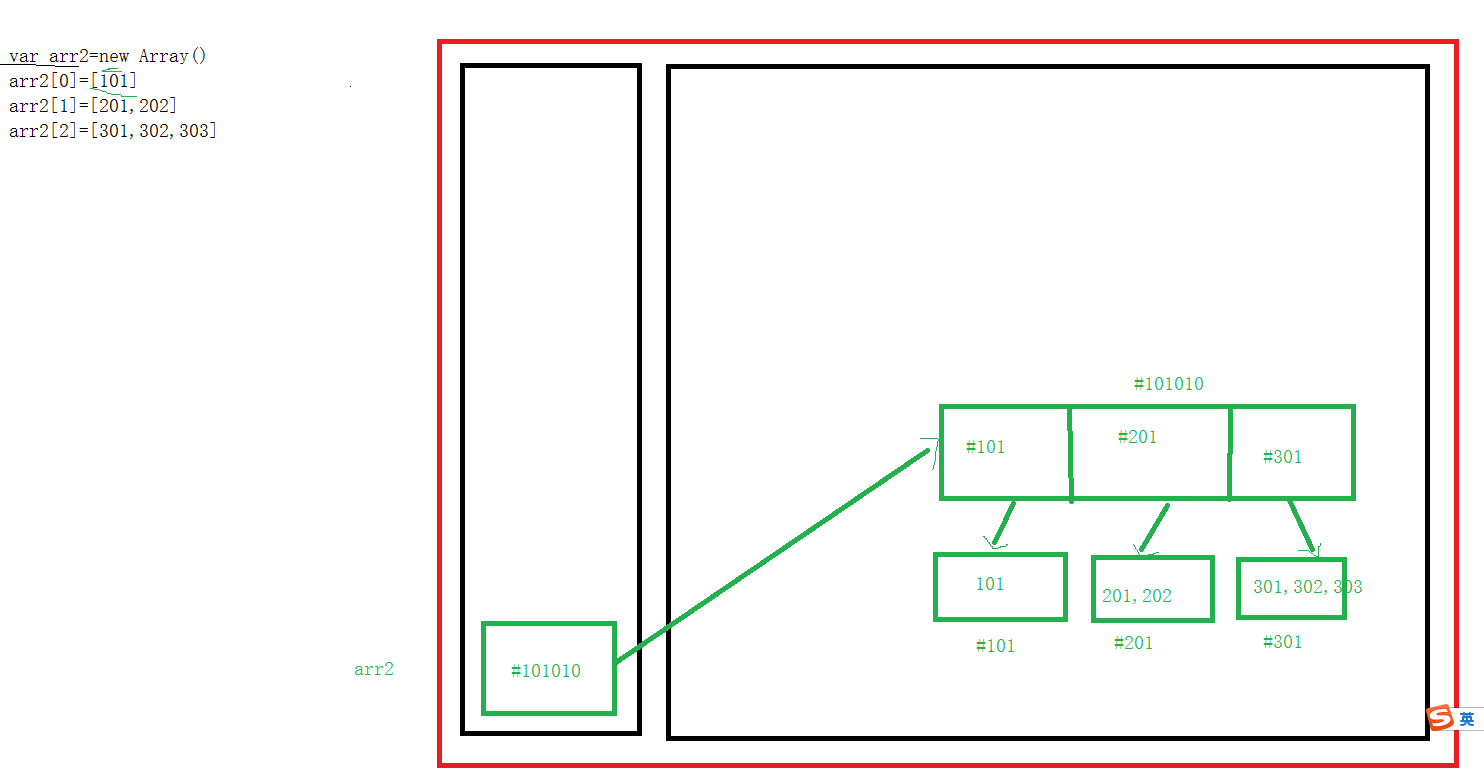 var arr2=new Array()
arr2[0]=[101]
arr2[1]=[201,202]
arr2[2]=[301,302,303]
#101010
#101
#201
#301
101
201,202
301,302,303
#101
#201
#301
arr2
#101010
S英